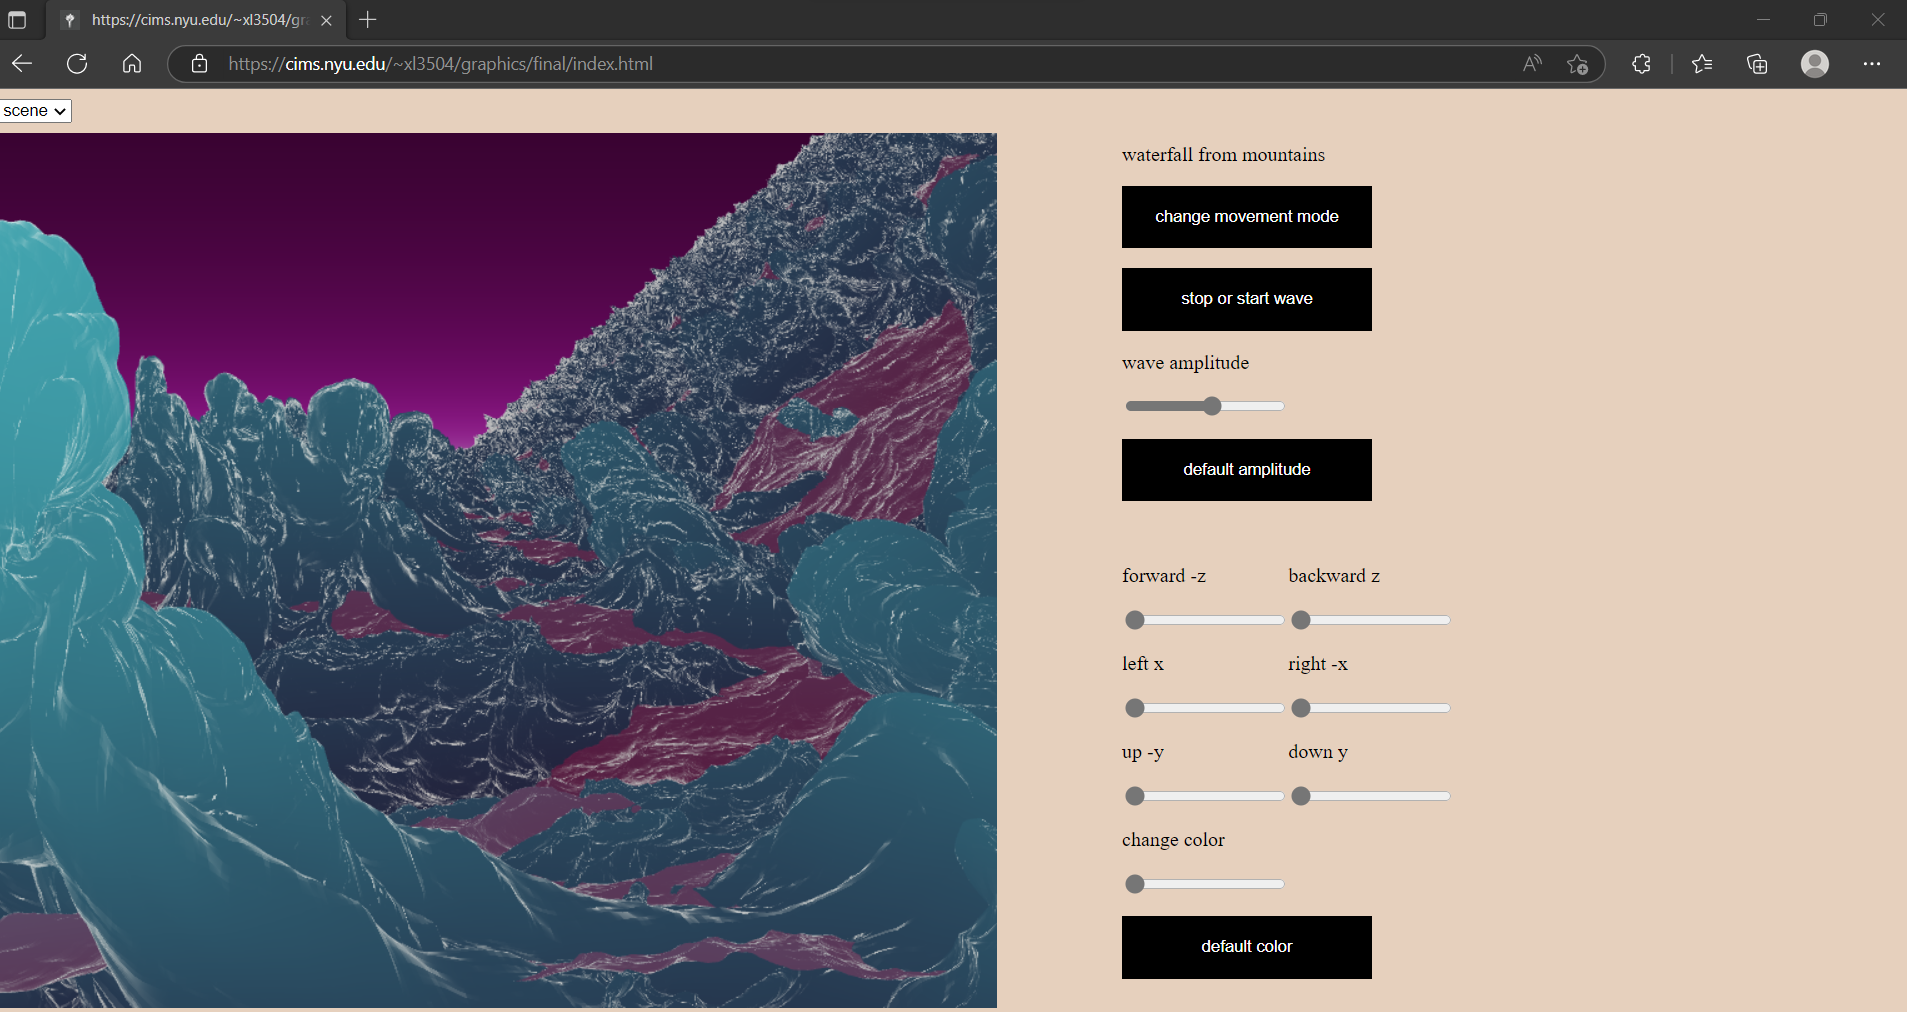 https://cims.nyu.edu/~xl3504/gra
https://cims.nyu.edu/~xl3504/graphics/final/index.html
scene
waterfall from mountains
change movement mode
stop or start wave
wave amplitude
default amplitude
forward -z backward z
left x right -x
up -y down y
change color
default color